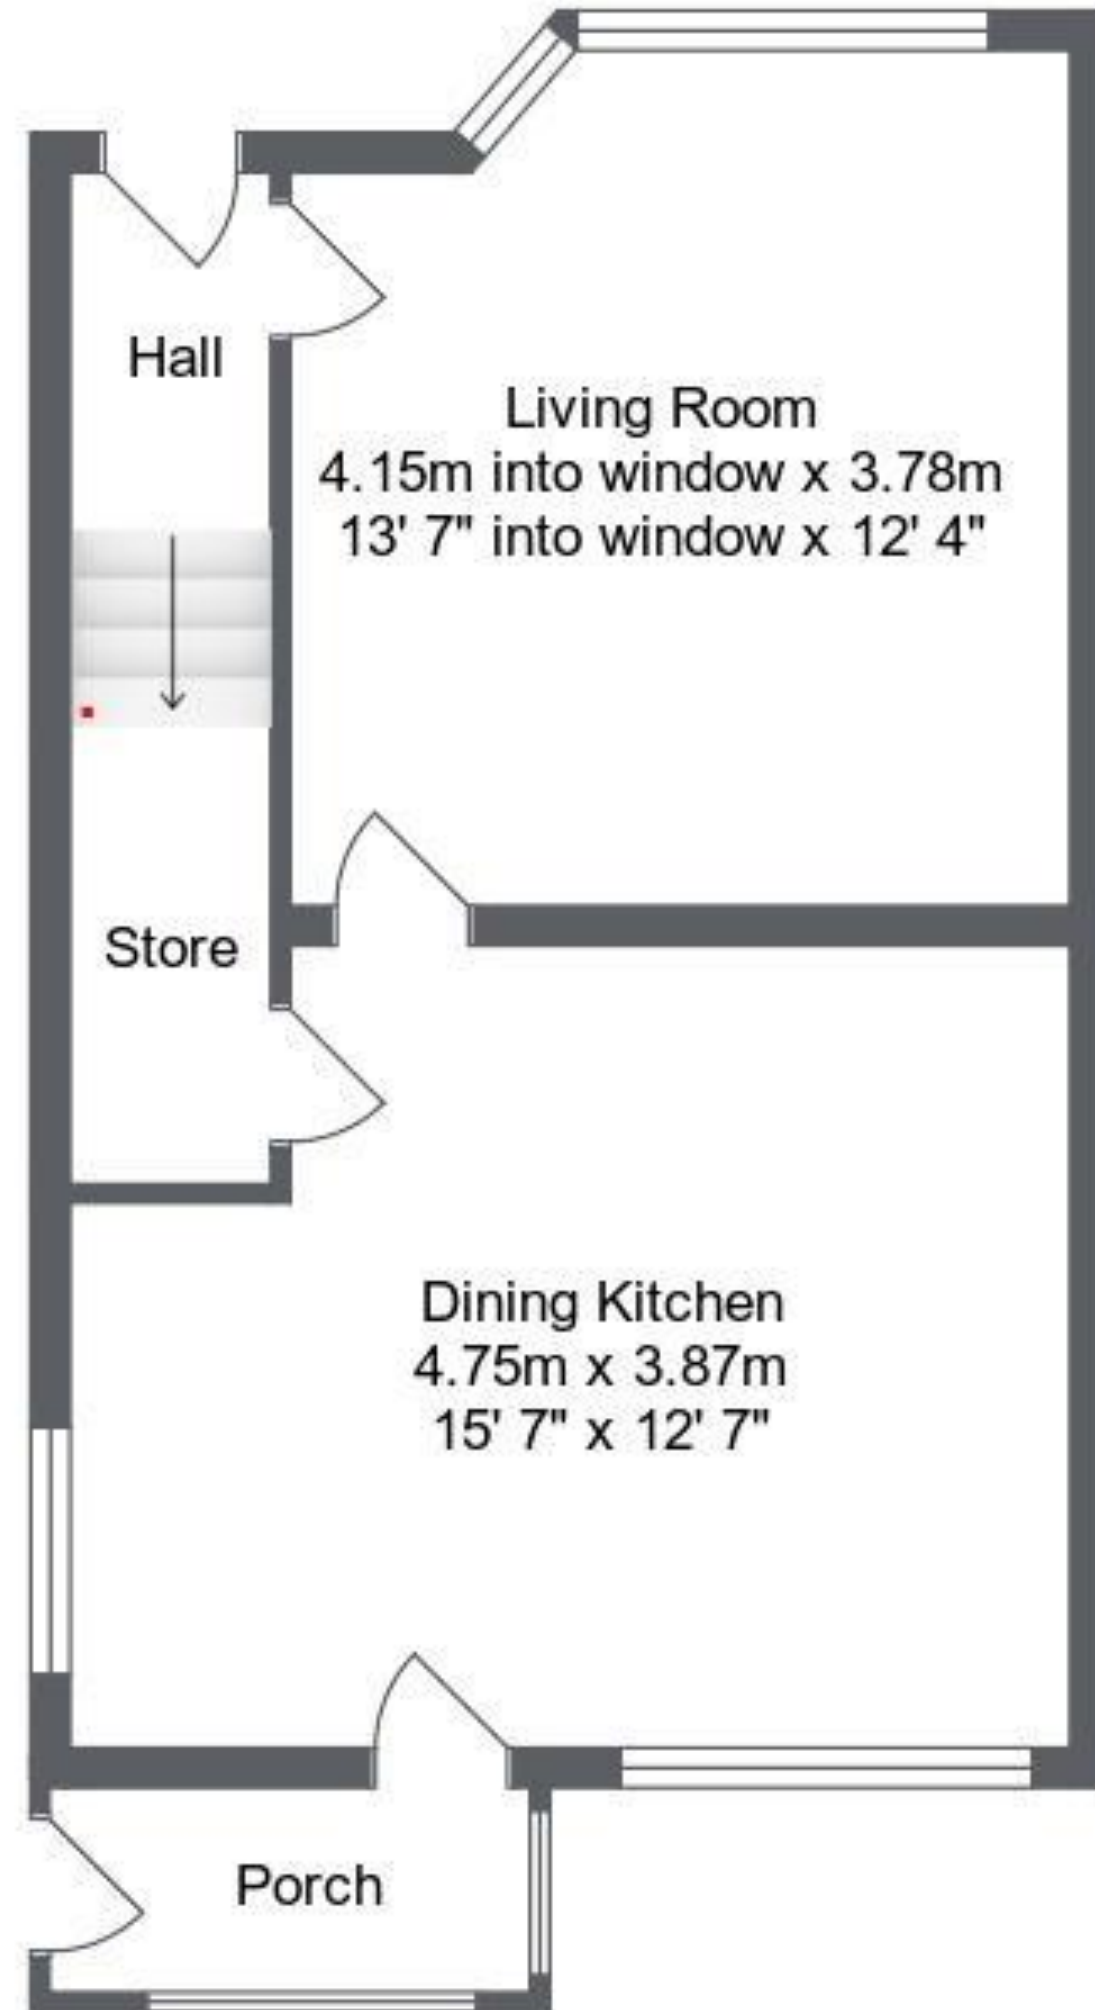 Hall
Living Room
4.15m into window x 3.78m
13' 7" into window x 12' 4"
Store
Dining Kitchen
4.75m x 3.87m
15' 7" x 12' 7"
Porch